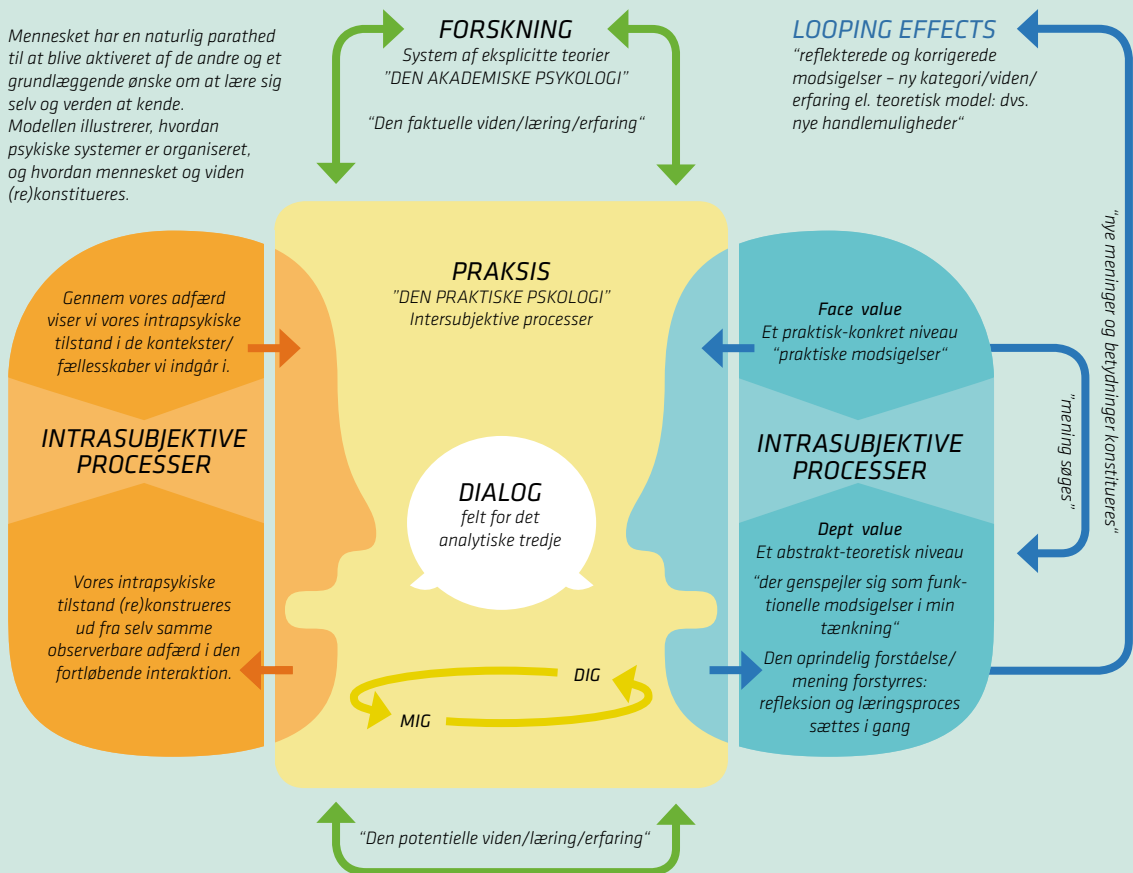 Mennesket har en naturlig parathed
til at blive aktiveret af de andre og et
grundlæggende ønske om at lære sig
selv og verden at kende.
Modellen illustrerer, hvordan
psykiske systemer er organiseret,
og hvordan mennesket og viden
(re)konstitueres.
FORSKNING
System af eksplicitte teorier
"DEN AKADEMISKE PSYKOLOGI"
“Den faktuelle viden/læring/erfaring“
LOOPING EFFECTS
“reflekterede og korrigerede
modsigelser – ny kategori/viden/
erfaring el. teoretisk model: dvs.
nye handlemuligheder“
Gennem vores adfærd
viser vi vores intrapsykiske
tilstand i de kontekster/
fællesskaber vi indgår i.
INTRASUBJEKTIVE
PROCESSER
Vores intrapsykiske
tilstand (re)konstrueres
ud fra selv samme
observerbare adfærd i den
fortløbende interaktion.
PRAKSIS
"DEN PRAKTISKE PSKOLOGI"
Intersubjektive processer
DIALOG
felt for det
analytiske tredje
DIG
MIG
Face value
Et praktisk-konkret niveau
“praktiske modsigelser“
INTRASUBJEKTIVE
PROCESSER
Dept value
Et abstrakt-teoretisk niveau
“der genspejler sig som funk-
tionelle modsigelser i min
tænkning“
Den oprindelig forståelse/
mening forstyrres:
refleksion og læringsproces
sættes i gang
“mening søges“
“nye meninger og betydninger konstitueres“
“Den potentielle viden/læring/erfaring“